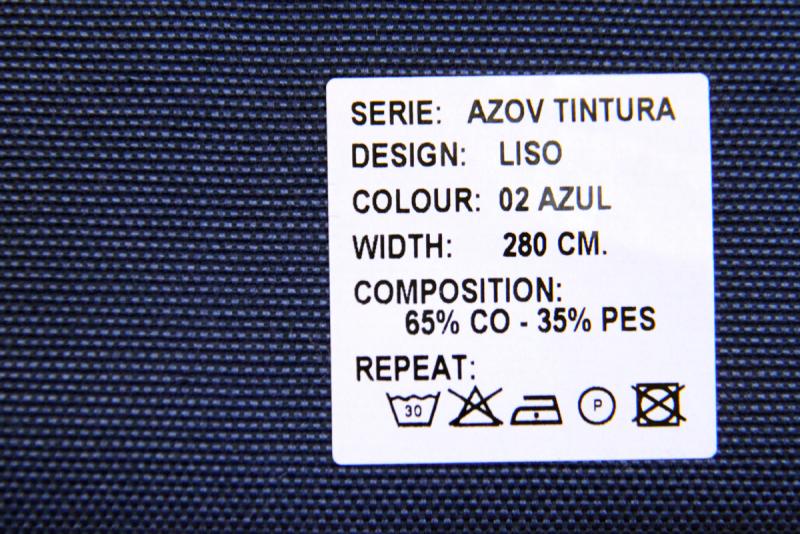 SERIE: AZOV TINTURA
DESIGN: LISO
COLOUR: 02 AZUL
WIDTH: 280 CM.
COMPOSITION:
65% CO - 35% PES
REPEAT:
30 P